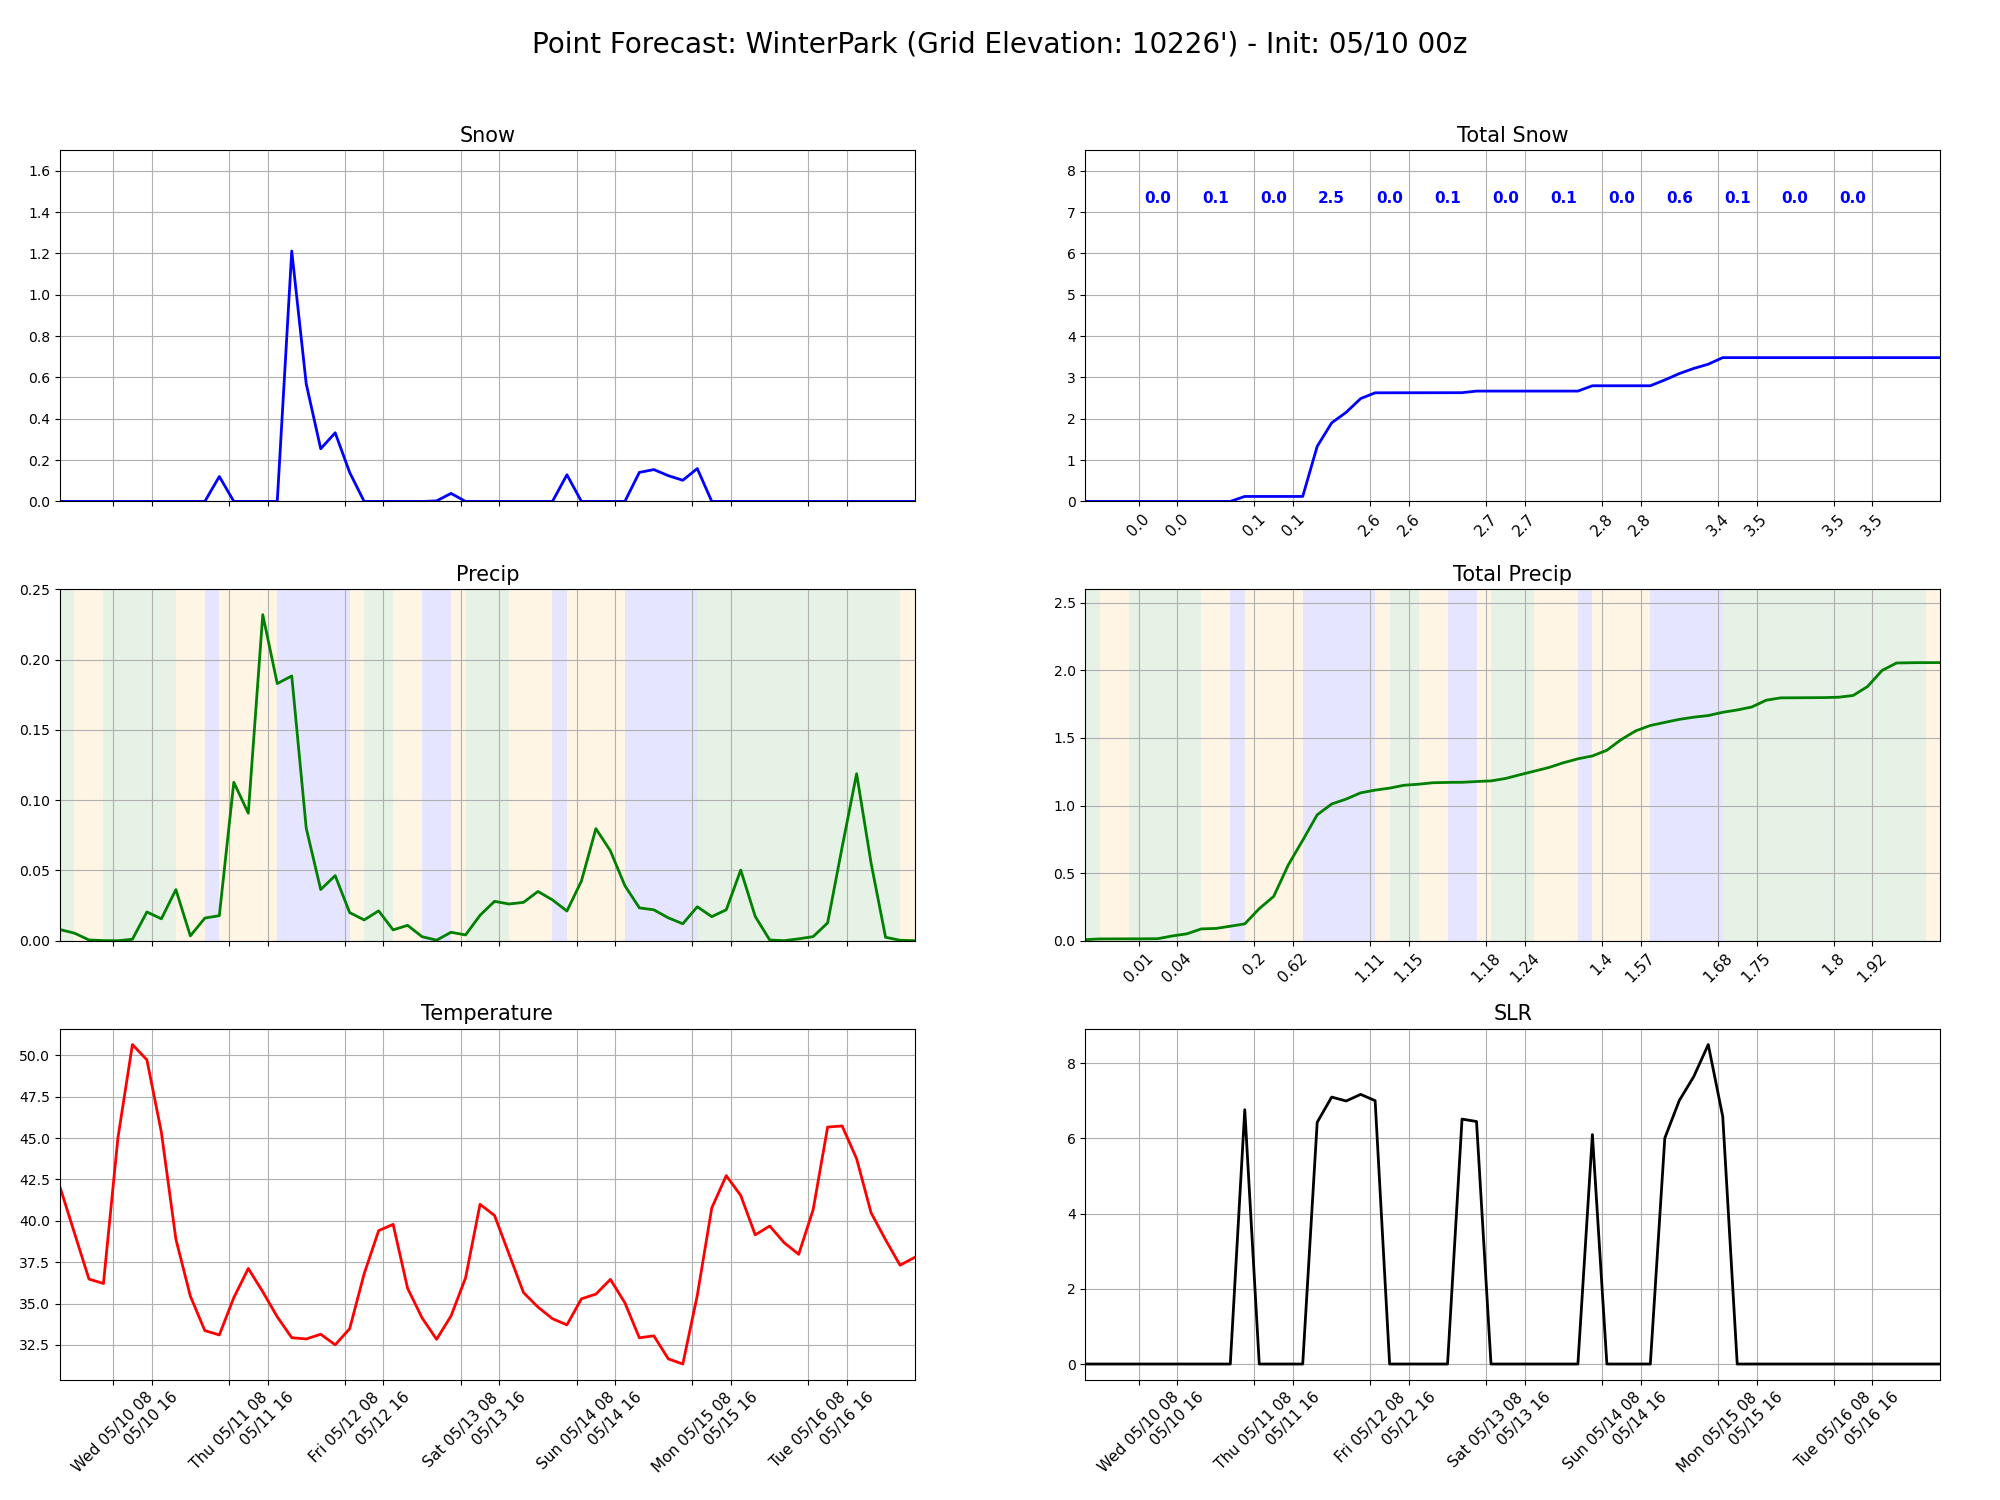 Point Forecast: WinterPark (Grid Elevation: 10226') - Init: 05/10 00z
Snow
1.6
1.4
1.2
1.0
0.8
0.6
0.4
0.2
0.0
Total Snow
8
7
6
5
4
3
2
1
0
0.0 0.1 0.0 2.5 0.0 0.1 0.0 0.1 0.0 0.6 0.1 0.0 0.0
0.0 0.0 0.1 0.1 2.6 2.6 2.7 2.7 2.8 2.8 3.4 3.5 3.5 3.5
Precip
0.25
0.20
0.15
0.10
0.05
0.00
Total Precip
2.5
2.0
1.5
1.0
0.5
0.0
0.01 0.04 0.2 0.62 1.11 1.15 1.18 1.24 1.4 1.57 1.68 1.75 1.8 1.92
Temperature
50.0
47.5
45.0
42.5
40.0
37.5
35.0
32.5
Wed 05/10 08
05/10 16
Thu 05/11 08
05/11 16
Fri 05/12 08
05/12 16
Sat 05/13 08
05/13 16
Sun 05/14 08
05/14 16
Mon 05/15 08
05/15 16
Tue 05/16 08
05/16 16
SLR
8
6
4
2
0
Wed 05/10 08
05/10 16
Thu 05/11 08
05/11 16
Fri 05/12 08
05/12 16
Sat 05/13 08
05/13 16
Sun 05/14 08
05/14 16
Mon 05/15 08
05/15 16
Tue 05/16 08
05/16 16